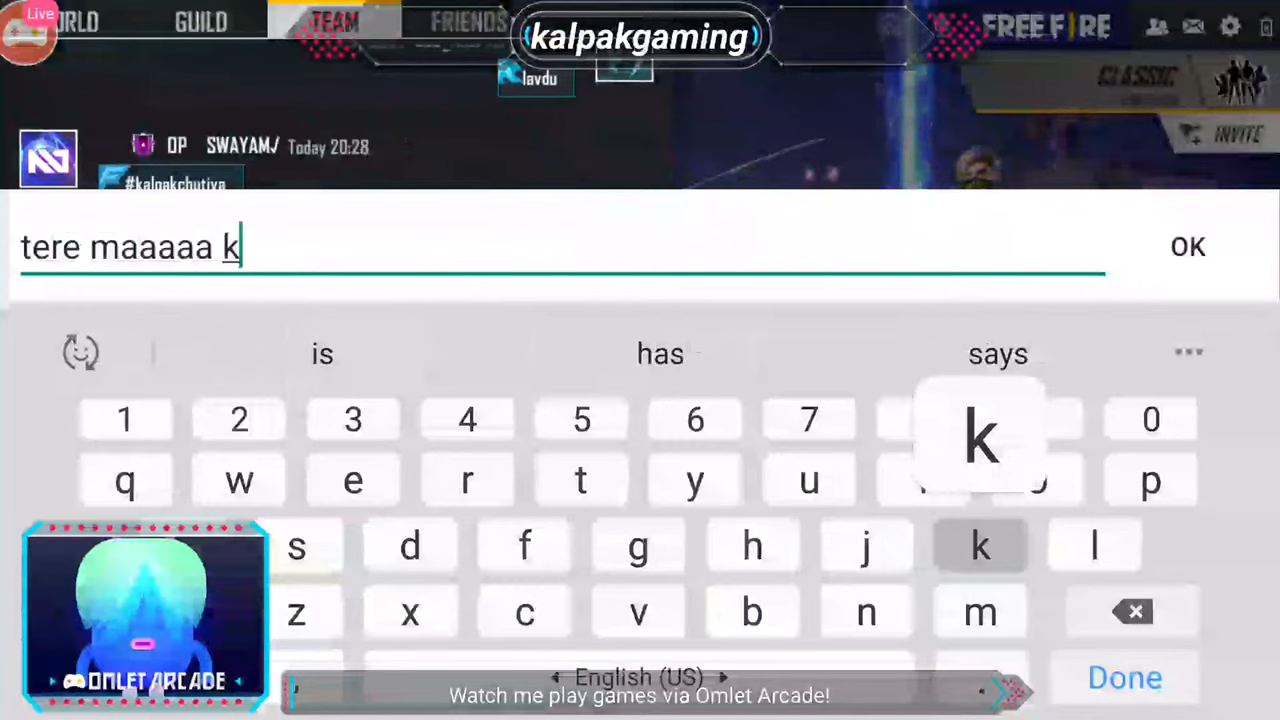 Live
GUILD
TEAM
FRIENDS
kalpakgaming
FREE FIRE
lavdu
CLASSIC
INVITE
OP SWAYAM/ Today 20:28
#kalpakchutiya
tere maaaaa k
OK
is has says
1 2 3 4 5 6 7 0
k
q w e r t y u p
s d f g h j k l
z x c v b n m
OMLET ARCADE
English (US)
Done
Watch me play games via Omlet Arcade!